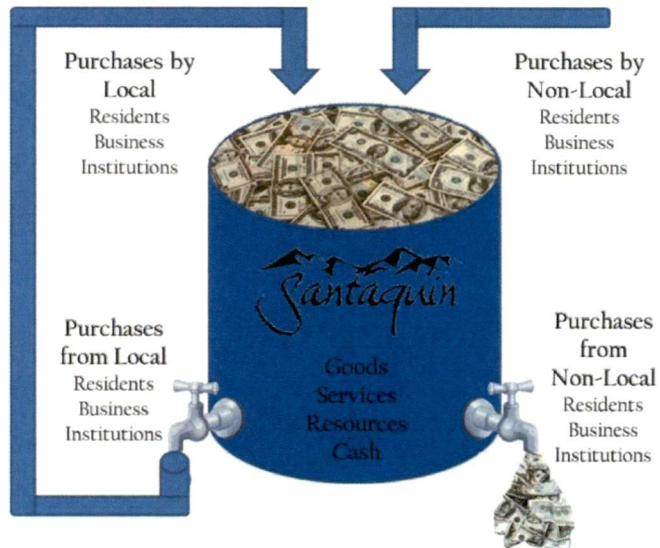 Purchases by
Local
Residents
Business
Institutions
Purchases by
Non-Local
Residents
Business
Institutions
Santaquin
Goods
Services
Resources
Cash
Purchases
from Local
Residents
Business
Institutions
Purchases
from
Non-Local
Residents
Business
Institutions